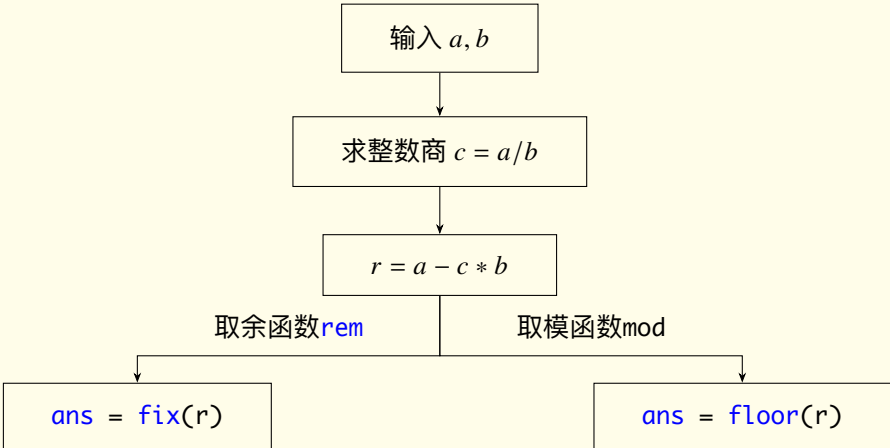 输入 a, b
求整数商 c = a/b
r = a − c ∗ b
取余函数rem
取模函数mod
ans = fix(r)
ans = floor(r)